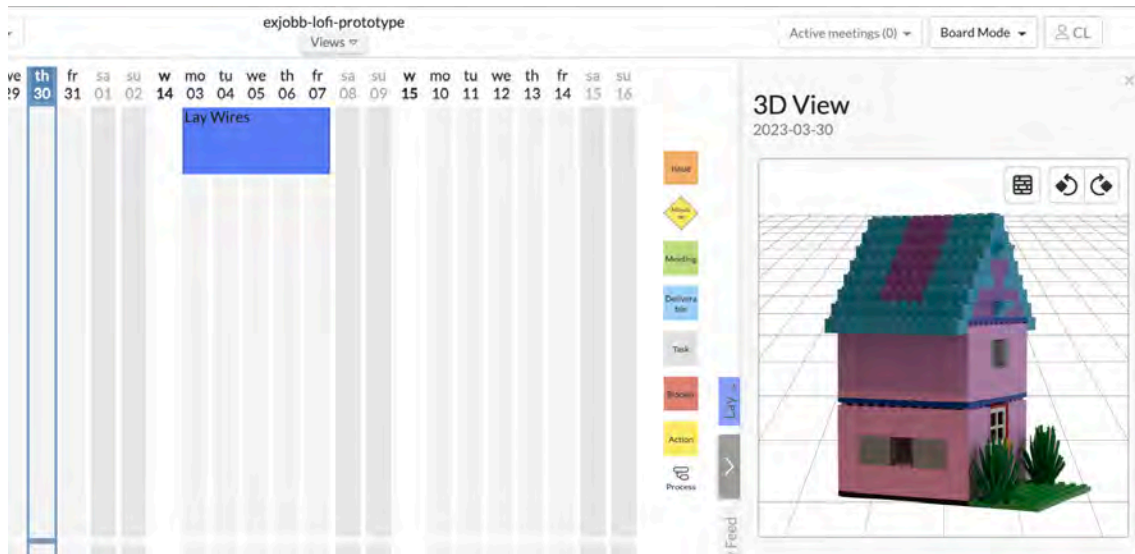 exjobb-lofi-prototype
Views
Active meetings (0)
Board Mode
CL
we th fr sa su w mo tu we th fr sa su w mo tu we th fr sa su
29 30 31 01 02 14 03 04 05 06 07 08 09 15 10 11 12 13 14 15 16
Lay Wires
Issue
Meeting
Delivera
ble
Task
Action
Process
Lay
Feed
3D View
2023-03-30